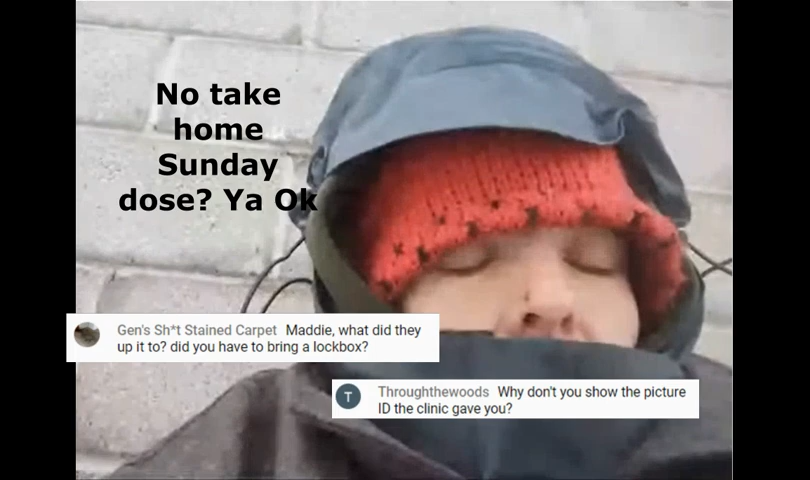 No take
home
Sunday
dose? Ya Ok
Gen's Sh*t Stained Carpet Maddie, what did they
up it to? did you have to bring a lockbox?
T
Throughthewoods Why don't you show the picture
ID the clinic gave you?